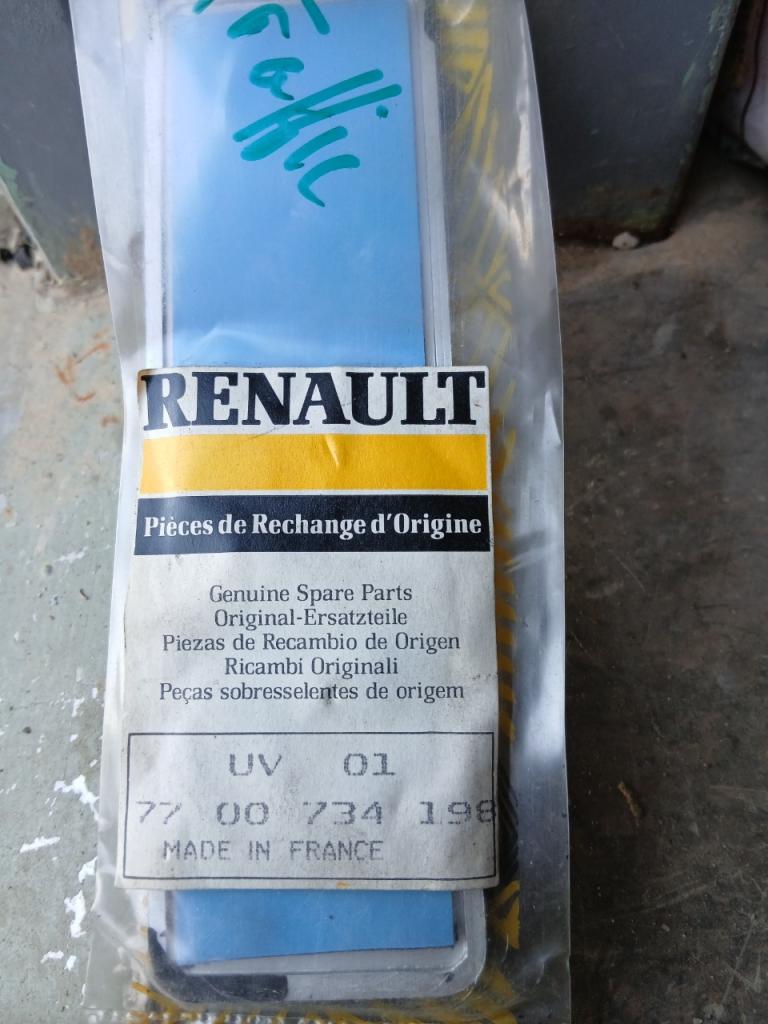 Trafic
RENAULT
Pièces de Rechange d'Origine
Genuine Spare Parts
Original-Ersatzteile
Piezas de Recambio de Origen
Ricambi Originali
Peças sobresselentes de origem
UV 01
77 00 734 198
MADE IN FRANCE